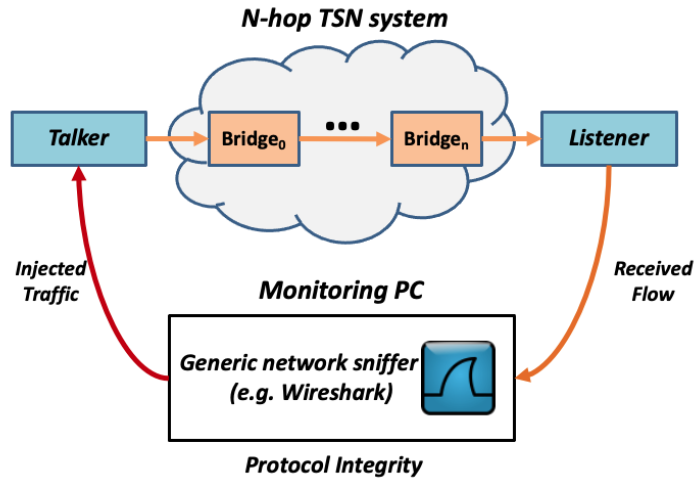 N-hop TSN system
Talker
Bridge0
...
Bridgen
Listener
Injected
Traffic
Received
Flow
Monitoring PC
Generic network sniffer
(e.g. Wireshark)
Protocol Integrity